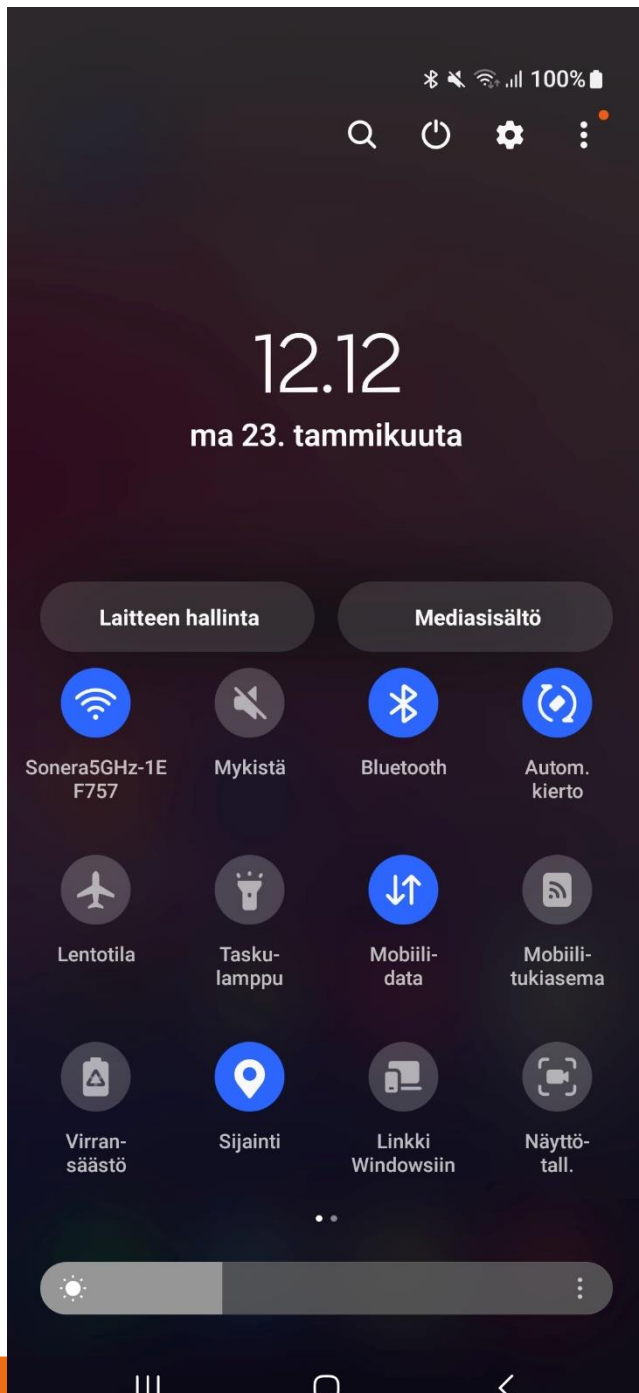 100%
12.12
ma 23. tammikuuta
Laitteen hallinta
Mediasisältö
Sonera5GHz-1E
F757
Mykistä
Bluetooth
Autom.
kierto
Lentotila
Tasku-
lamppu
Mobiili-
data
Mobiili-
tukiasema
Virran-
säästö
Sijainti
Linkki
Windowsiin
Näyttö-
tall.